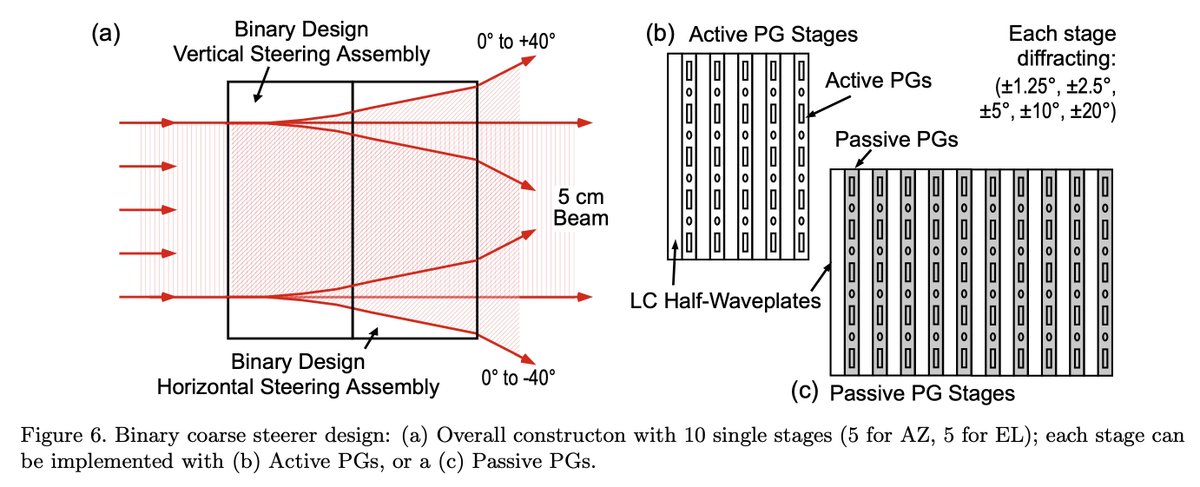 (a)
Binary Design
Vertical Steering Assembly
0° to +40°
5 cm
Beam
Binary Design
Horizontal Steering Assembly
0° to -40°
(b) Active PG Stages
Each stage
diffracting:
(±1.25°, ±2.5°,
±5°, ±10°, ±20°)
Active PGs
Passive PGs
LC Half-Waveplates
(c) Passive PG Stages
Figure 6. Binary coarse steerer design: (a) Overall constructon with 10 single stages (5 for AZ, 5 for EL); each stage can
be implemented with (b) Active PGs, or a (c) Passive PGs.